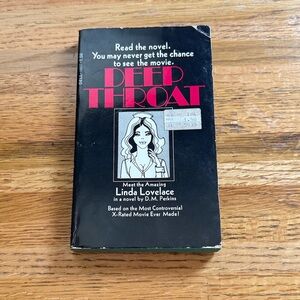 Read the novel.
You may never get the chance
to see the movie.
DEEP
THROAT
Meet the Amazing
Linda Lovelace
in a novel by D.M. Perkins
Based on the Most Controversial
X-Rated Movie Ever Made!